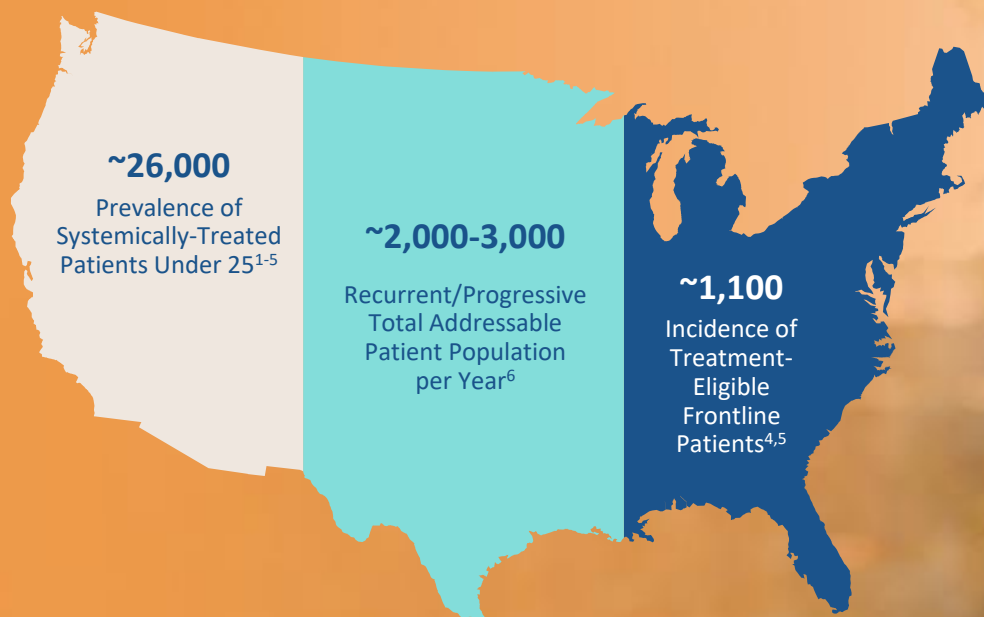 ~26,000
Prevalence of
Systemically-Treated
Patients Under 25¹⁻⁵
~2,000-3,000
Recurrent/Progressive
Total Addressable
Patient Population
per Year⁶
~1,100
Incidence of
Treatment-
Eligible
Frontline
Patients⁴,⁵